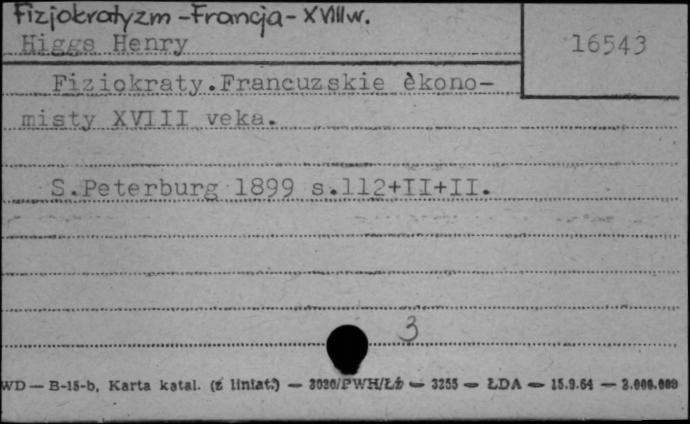 Fizjokratyzm - Francja - XVIII w.
Higgs Henry
16543
Fiziokraty.Francuzskie èkono-
misty XVIII veka.
S.Peterburg 1899 s.112+II+II.
3
WD — B-15-b, Karta katal. (z liniat.) — 3030/PWH/Łż — 3255 — ŁDA — 15.9.64 — 2.000.000